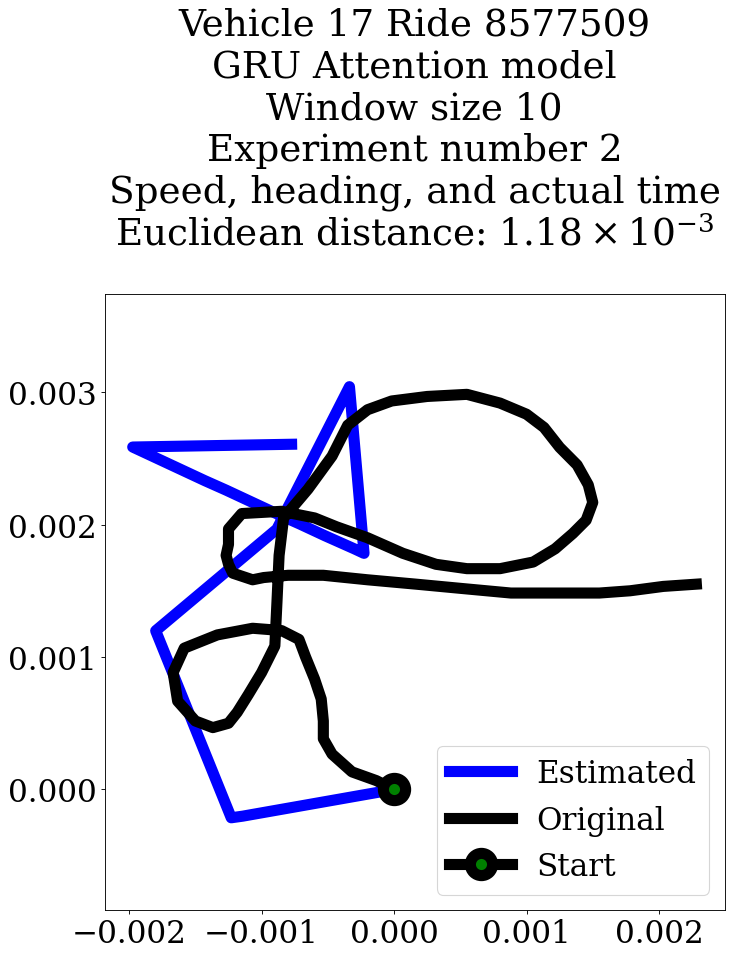 Vehicle 17 Ride 8577509
GRU Attention model
Window size 10
Experiment number 2
Speed, heading, and actual time
Euclidean distance: 1.18 × 10⁻³
0.003
0.002
0.001
0.000
Estimated
Original
Start
−0.002 −0.001 0.000 0.001 0.002